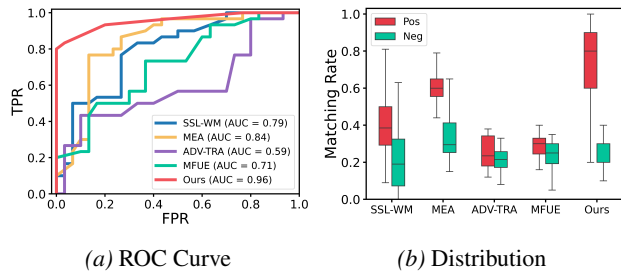 TPR
1.0
0.8
0.6
0.4
0.2
0.0
SSL-WM (AUC = 0.79)
MEA (AUC = 0.84)
ADV-TRA (AUC = 0.59)
MFUE (AUC = 0.71)
Ours (AUC = 0.96)
0.0 0.2 0.4 0.6 0.8 1.0
FPR
(a) ROC Curve
Matching Rate
1.0
0.8
0.6
0.4
0.2
0.0
Pos
Neg
SSL-WM MEA ADV-TRA MFUE Ours
(b) Distribution